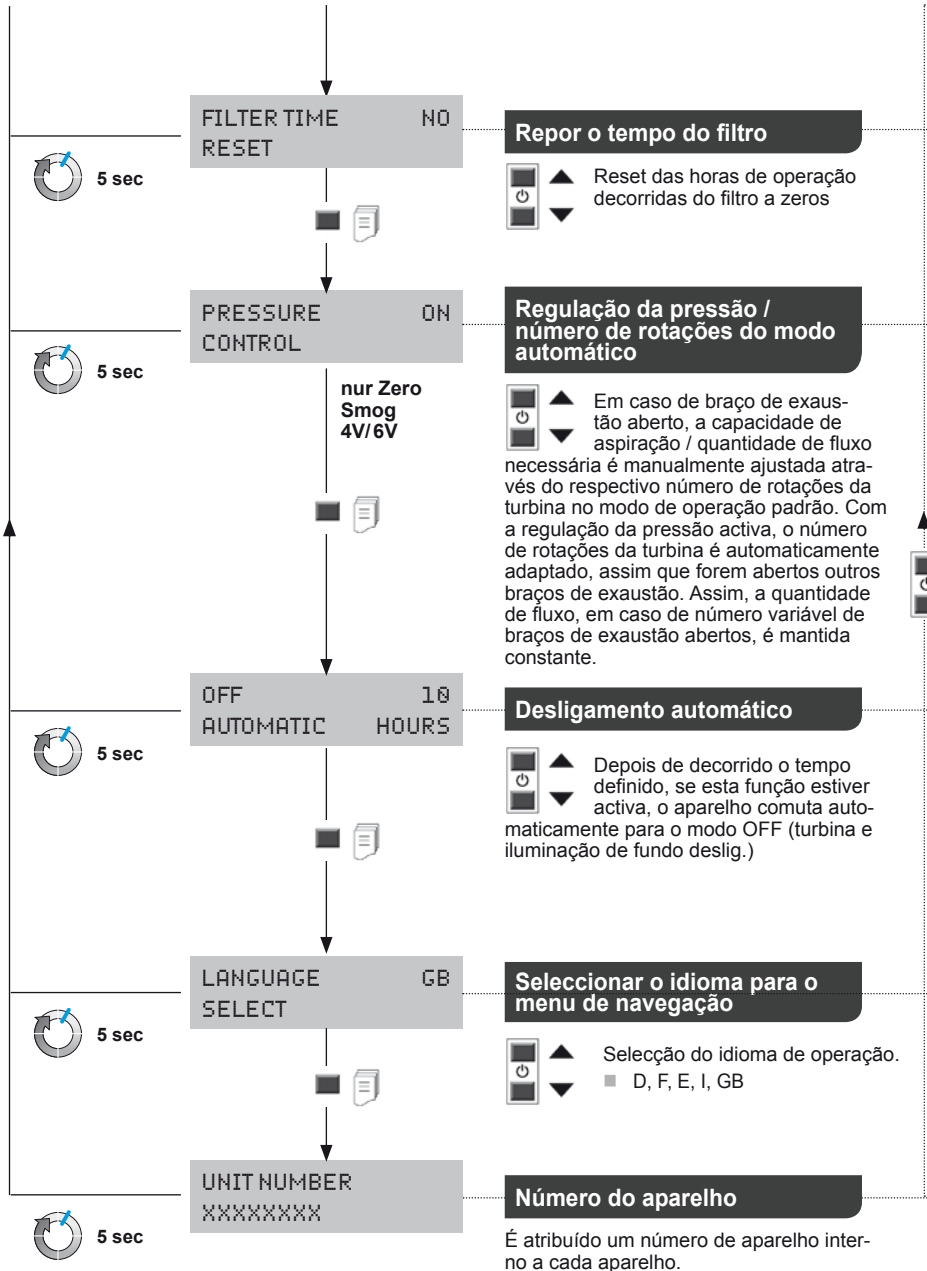 FILTER TIME NO
RESET
5 sec
Repor o tempo do filtro
Reset das horas de operação
decorridas do filtro a zeros
PRESSURE ON
CONTROL
5 sec
nur Zero
Smog
4V/ 6V
Regulação da pressão /
número de rotações do modo
automático
Em caso de braço de exaus-
tão aberto, a capacidade de
aspiração / quantidade de fluxo
necessária é manualmente ajustada atra-
vés do respectivo número de rotações da
turbina no modo de operação padrão. Com
a regulação da pressão activa, o número
de rotações da turbina é automaticamente
adaptado, assim que forem abertos outros
braços de exaustão. Assim, a quantidade
de fluxo, em caso de número variável de
braços de exaustão abertos, é mantida
constante.
OFF 10
AUTOMATIC HOURS
5 sec
Desligamento automático
Depois de decorrido o tempo
definido, se esta função estiver
activa, o aparelho comuta auto-
maticamente para o modo OFF (turbina e
iluminação de fundo deslig.)
LANGUAGE GB
SELECT
5 sec
Seleccionar o idioma para o
menu de navegação
Selecção do idioma de operação.
D, F, E, I, GB
UNIT NUMBER
XXXXXXXX
5 sec
Número do aparelho
É atribuído um número de aparelho inter-
no a cada aparelho.